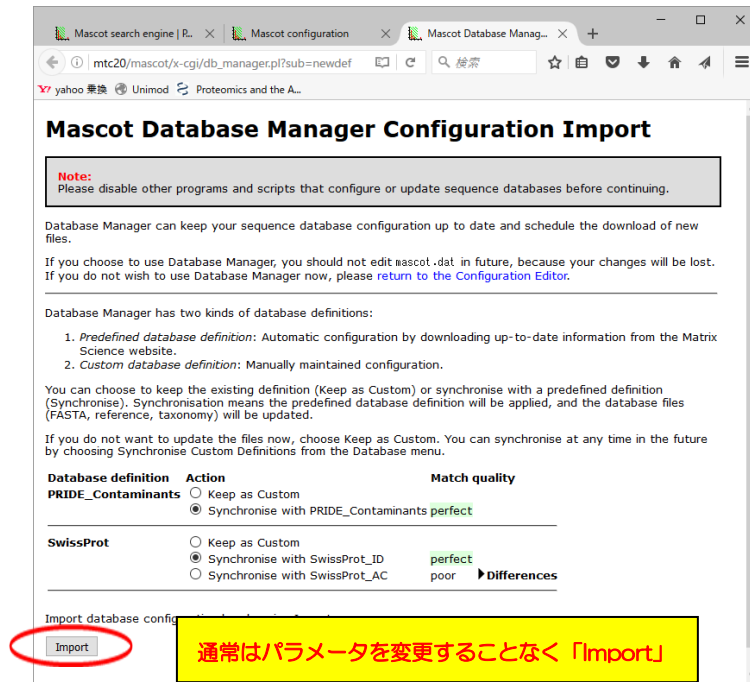 Mascot search engine | P...
Mascot configuration
Mascot Database Manag...
mtc20/mascot/x-cgi/db_manager.pl?sub=newdef
検索
yahoo 乗換
Unimod
Proteomics and the A...
Mascot Database Manager Configuration Import
Note:
Please disable other programs and scripts that configure or update sequence databases before continuing.
Database Manager can keep your sequence database configuration up to date and schedule the download of new
files.
If you choose to use Database Manager, you should not edit mascot.dat in future, because your changes will be lost.
If you do not wish to use Database Manager now, please return to the Configuration Editor.
Database Manager has two kinds of database definitions:
1. Predefined database definition: Automatic configuration by downloading up-to-date information from the Matrix
Science website.
2. Custom database definition: Manually maintained configuration.
You can choose to keep the existing definition (Keep as Custom) or synchronise with a predefined definition
(Synchronise). Synchronisation means the predefined database definition will be applied, and the database files
(FASTA, reference, taxonomy) will be updated.
If you do not want to update the files now, choose Keep as Custom. You can synchronise at any time in the future
by choosing Synchronise Custom Definitions from the Database menu.
Database definition Action Match quality
PRIDE_Contaminants Keep as Custom
Synchronise with PRIDE_Contaminants perfect
SwissProt Keep as Custom
Synchronise with SwissProt_ID perfect
Synchronise with SwissProt_AC poor Differences
Import database config
Import
通常はパラメータを変更することなく「Import」